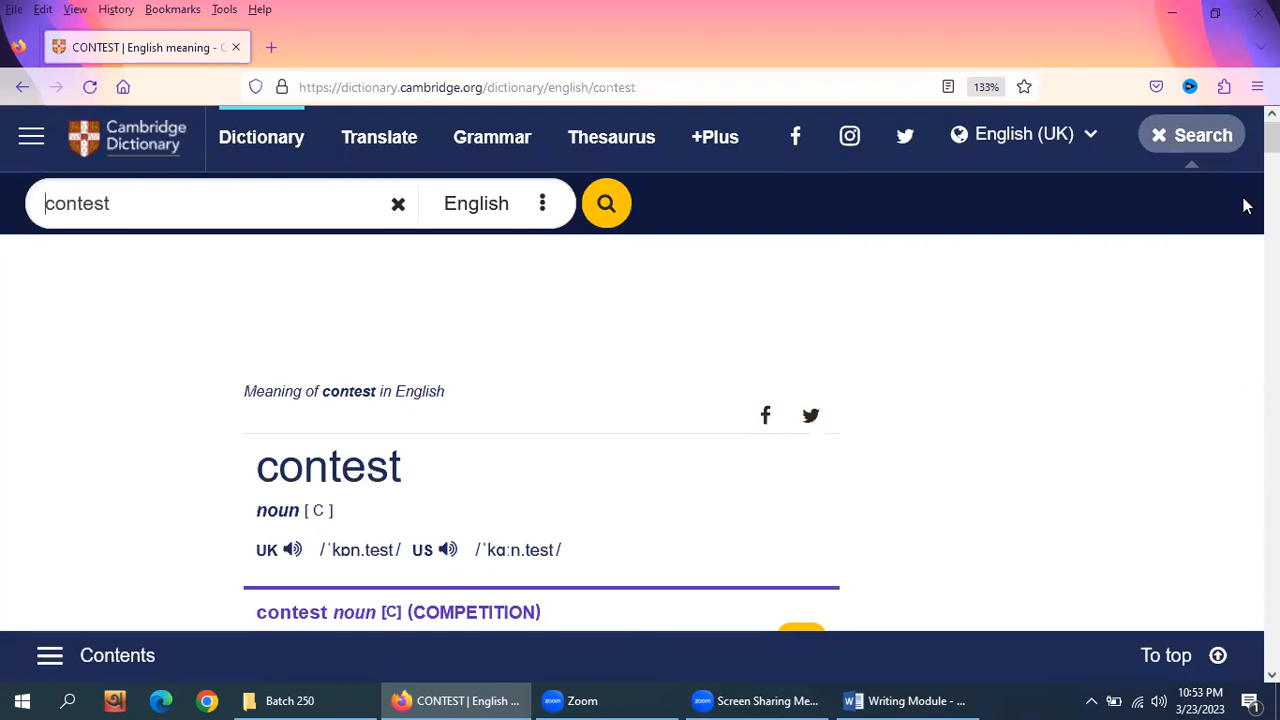 File Edit View History Bookmarks Tools Help
CONTEST | English meaning - C
https://dictionary.cambridge.org/dictionary/english/contest 133%
Cambridge Dictionary Dictionary Translate Grammar Thesaurus +Plus English (UK) Search
contest English
Meaning of contest in English
contest
noun [ C ]
UK /ˈkɒn.test/ US /ˈkɑːn.test/
contest noun [C] (COMPETITION)
Contents To top
Batch 250 CONTEST | English ... Zoom Screen Sharing Me... Writing Module - ... 10:53 PM
3/23/2023 1